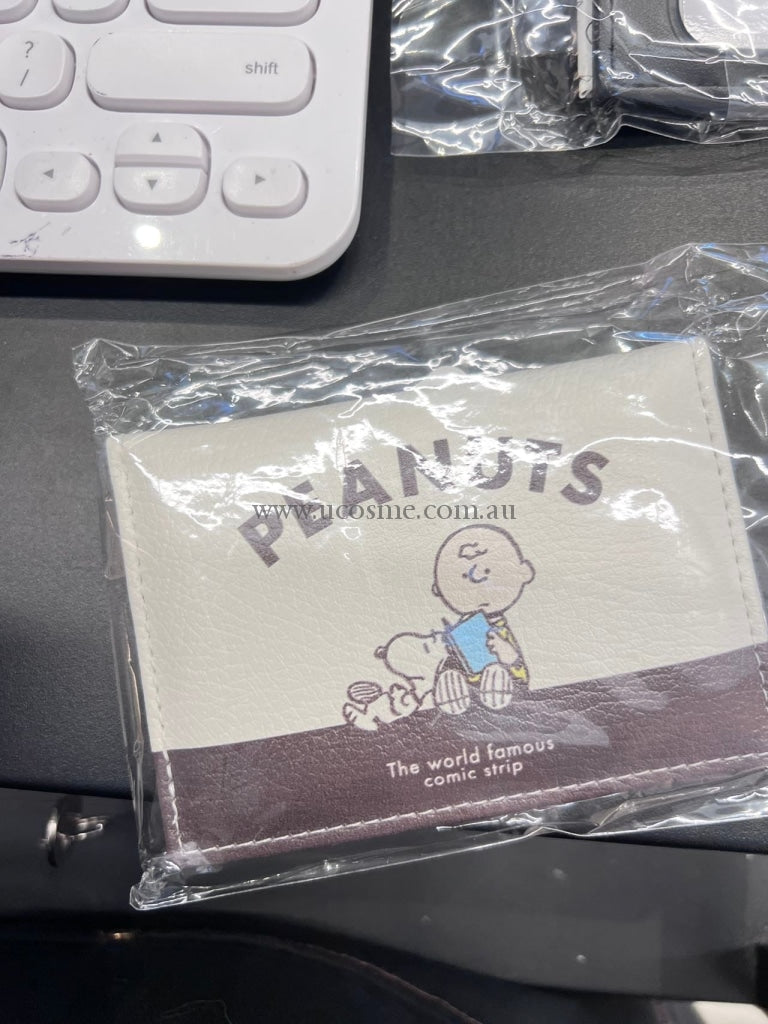 ?
/
shift
PEANUTS
www.ucosme.com.au
The world famous
comic strip